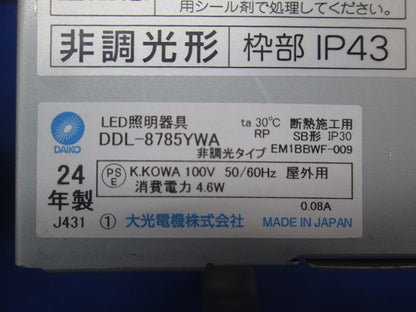 用シール剤で処理してください。
非調光形 枠部 IP43
LED照明器具 ta 30℃ 断熱施工用
DDL-8785YWA RP SB形 IP30
DAIKO 非調光タイプ EM1BBWF-009
24年製 PSE K.KOWA 100V 50/60Hz 屋外用
消費電力 4.6W
0.08A
J431 ① 大光電機株式会社 MADE IN JAPAN